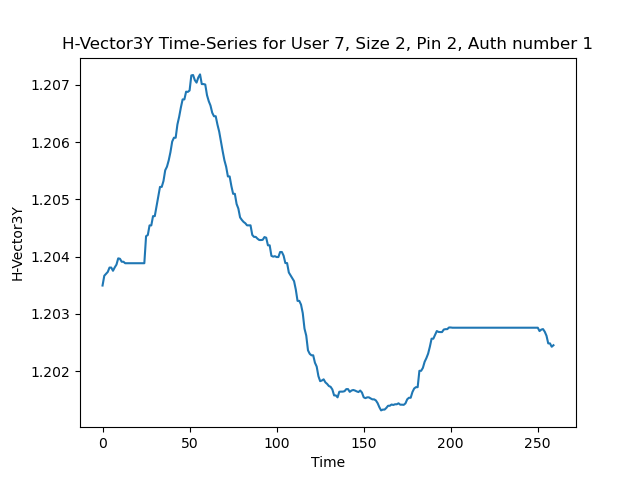 H-Vector3Y Time-Series for User 7, Size 2, Pin 2, Auth number 1
1.207
1.206
1.205
1.204
1.203
1.202
H-Vector3Y
0 50 100 150 200 250
Time